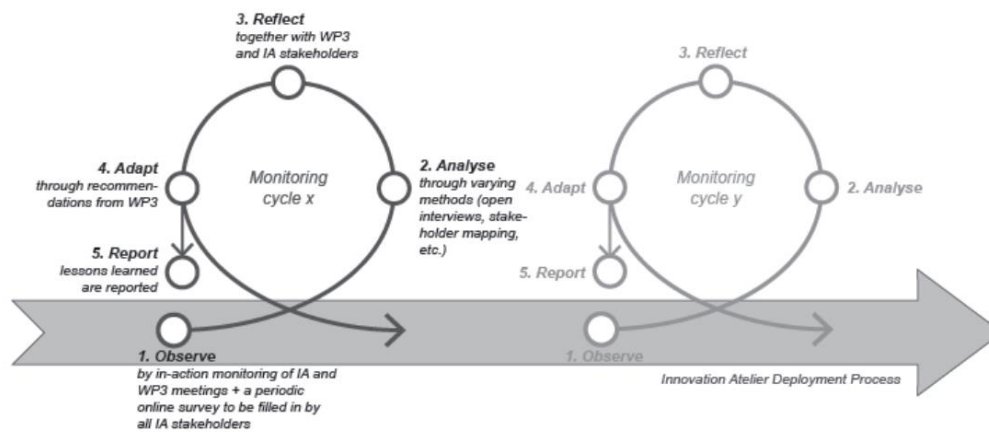 3. Reflect
together with WP3
and IA stakeholders
4. Adapt
through recommen-
dations from WP3
Monitoring
cycle x
2. Analyse
through varying
methods (open
interviews, stake-
holder mapping,
etc.)
5. Report
lessons learned
are reported
1. Observe
by in-action monitoring of IA and
WP3 meetings + a periodic
online survey to be filled in by
all IA stakeholders
3. Reflect
4. Adapt
Monitoring
cycle y
2. Analyse
5. Report
1. Observe
Innovation Atelier Deployment Process